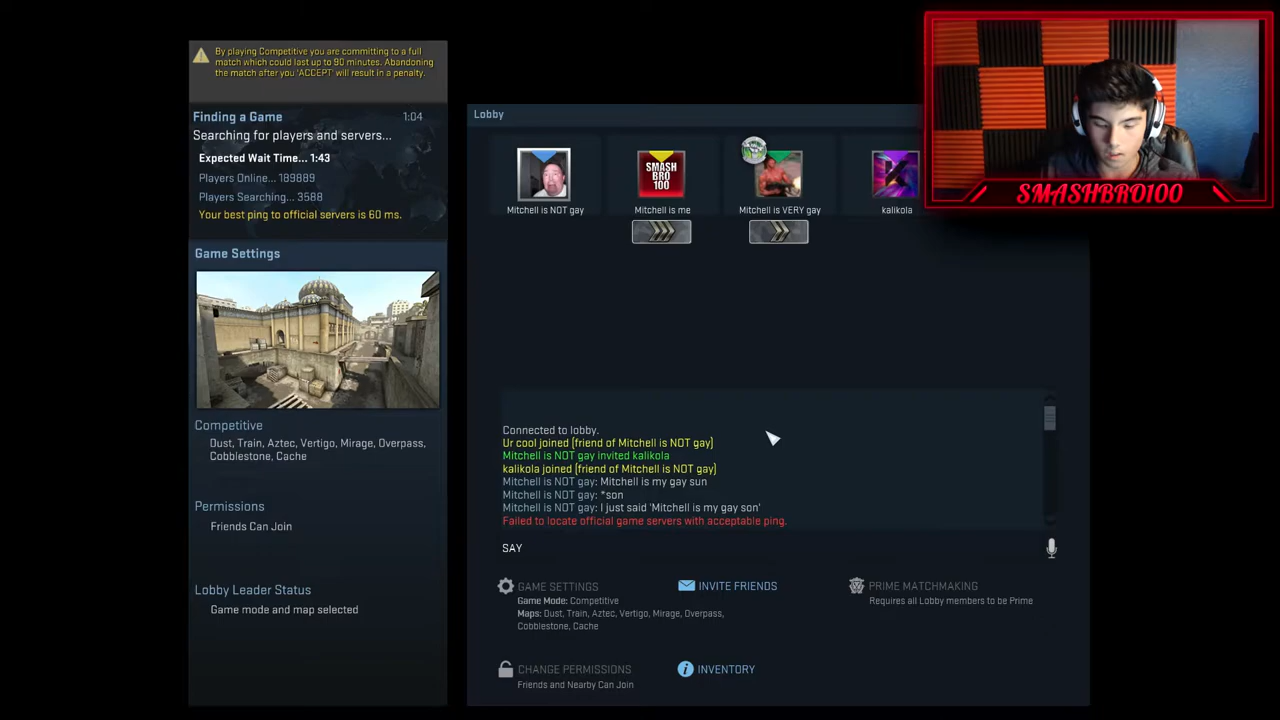 By playing Competitive you are committing to a full
match which could last up to 90 minutes. Abandoning
the match after you 'ACCEPT' will result in a penalty.
Finding a Game 1:04
Searching for players and servers...
Expected Wait Time... 1:43
Players Online... 189889
Players Searching... 3588
Your best ping to official servers is 60 ms.
Game Settings
Competitive
Dust, Train, Aztec, Vertigo, Mirage, Overpass,
Cobblestone, Cache
Permissions
Friends Can Join
Lobby Leader Status
Game mode and map selected
Lobby
SMASH
BRO
100
Mitchell is NOT gay
Mitchell is me
Mitchell is VERY gay
kalikola
SMASHBRO100
Connected to lobby.
Ur cool joined (friend of Mitchell is NOT gay)
Mitchell is NOT gay invited kalikola
kalikola joined (friend of Mitchell is NOT gay)
Mitchell is NOT gay: Mitchell is my gay sun
Mitchell is NOT gay: *son
Mitchell is NOT gay: I just said 'Mitchell is my gay son'
Failed to locate official game servers with acceptable ping.
SAY
GAME SETTINGS
Game Mode: Competitive
Maps: Dust, Train, Aztec, Vertigo, Mirage, Overpass,
Cobblestone, Cache
INVITE FRIENDS
PRIME MATCHMAKING
Requires all Lobby members to be Prime
CHANGE PERMISSIONS
Friends and Nearby Can Join
INVENTORY